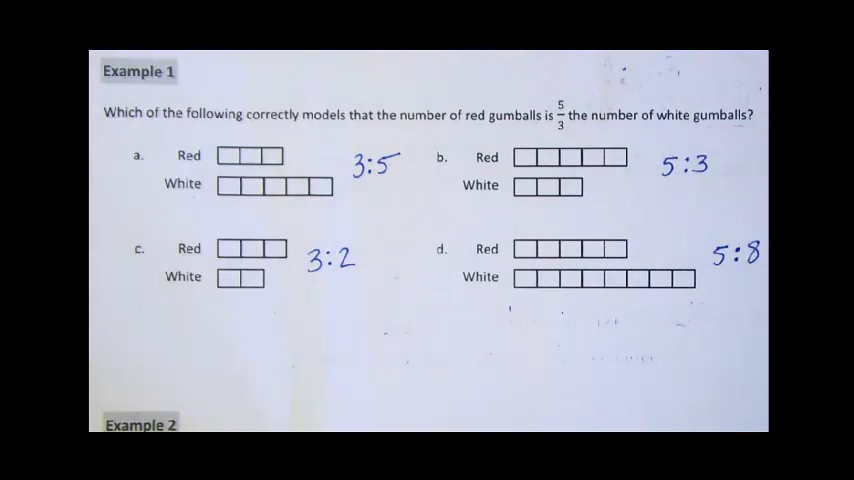 Example 1
Which of the following correctly models that the number of red gumballs is 5/3 the number of white gumballs?
a. Red 3:5
White
b. Red 5:3
White
c. Red 3:2
White
d. Red 5:8
White
Example 2